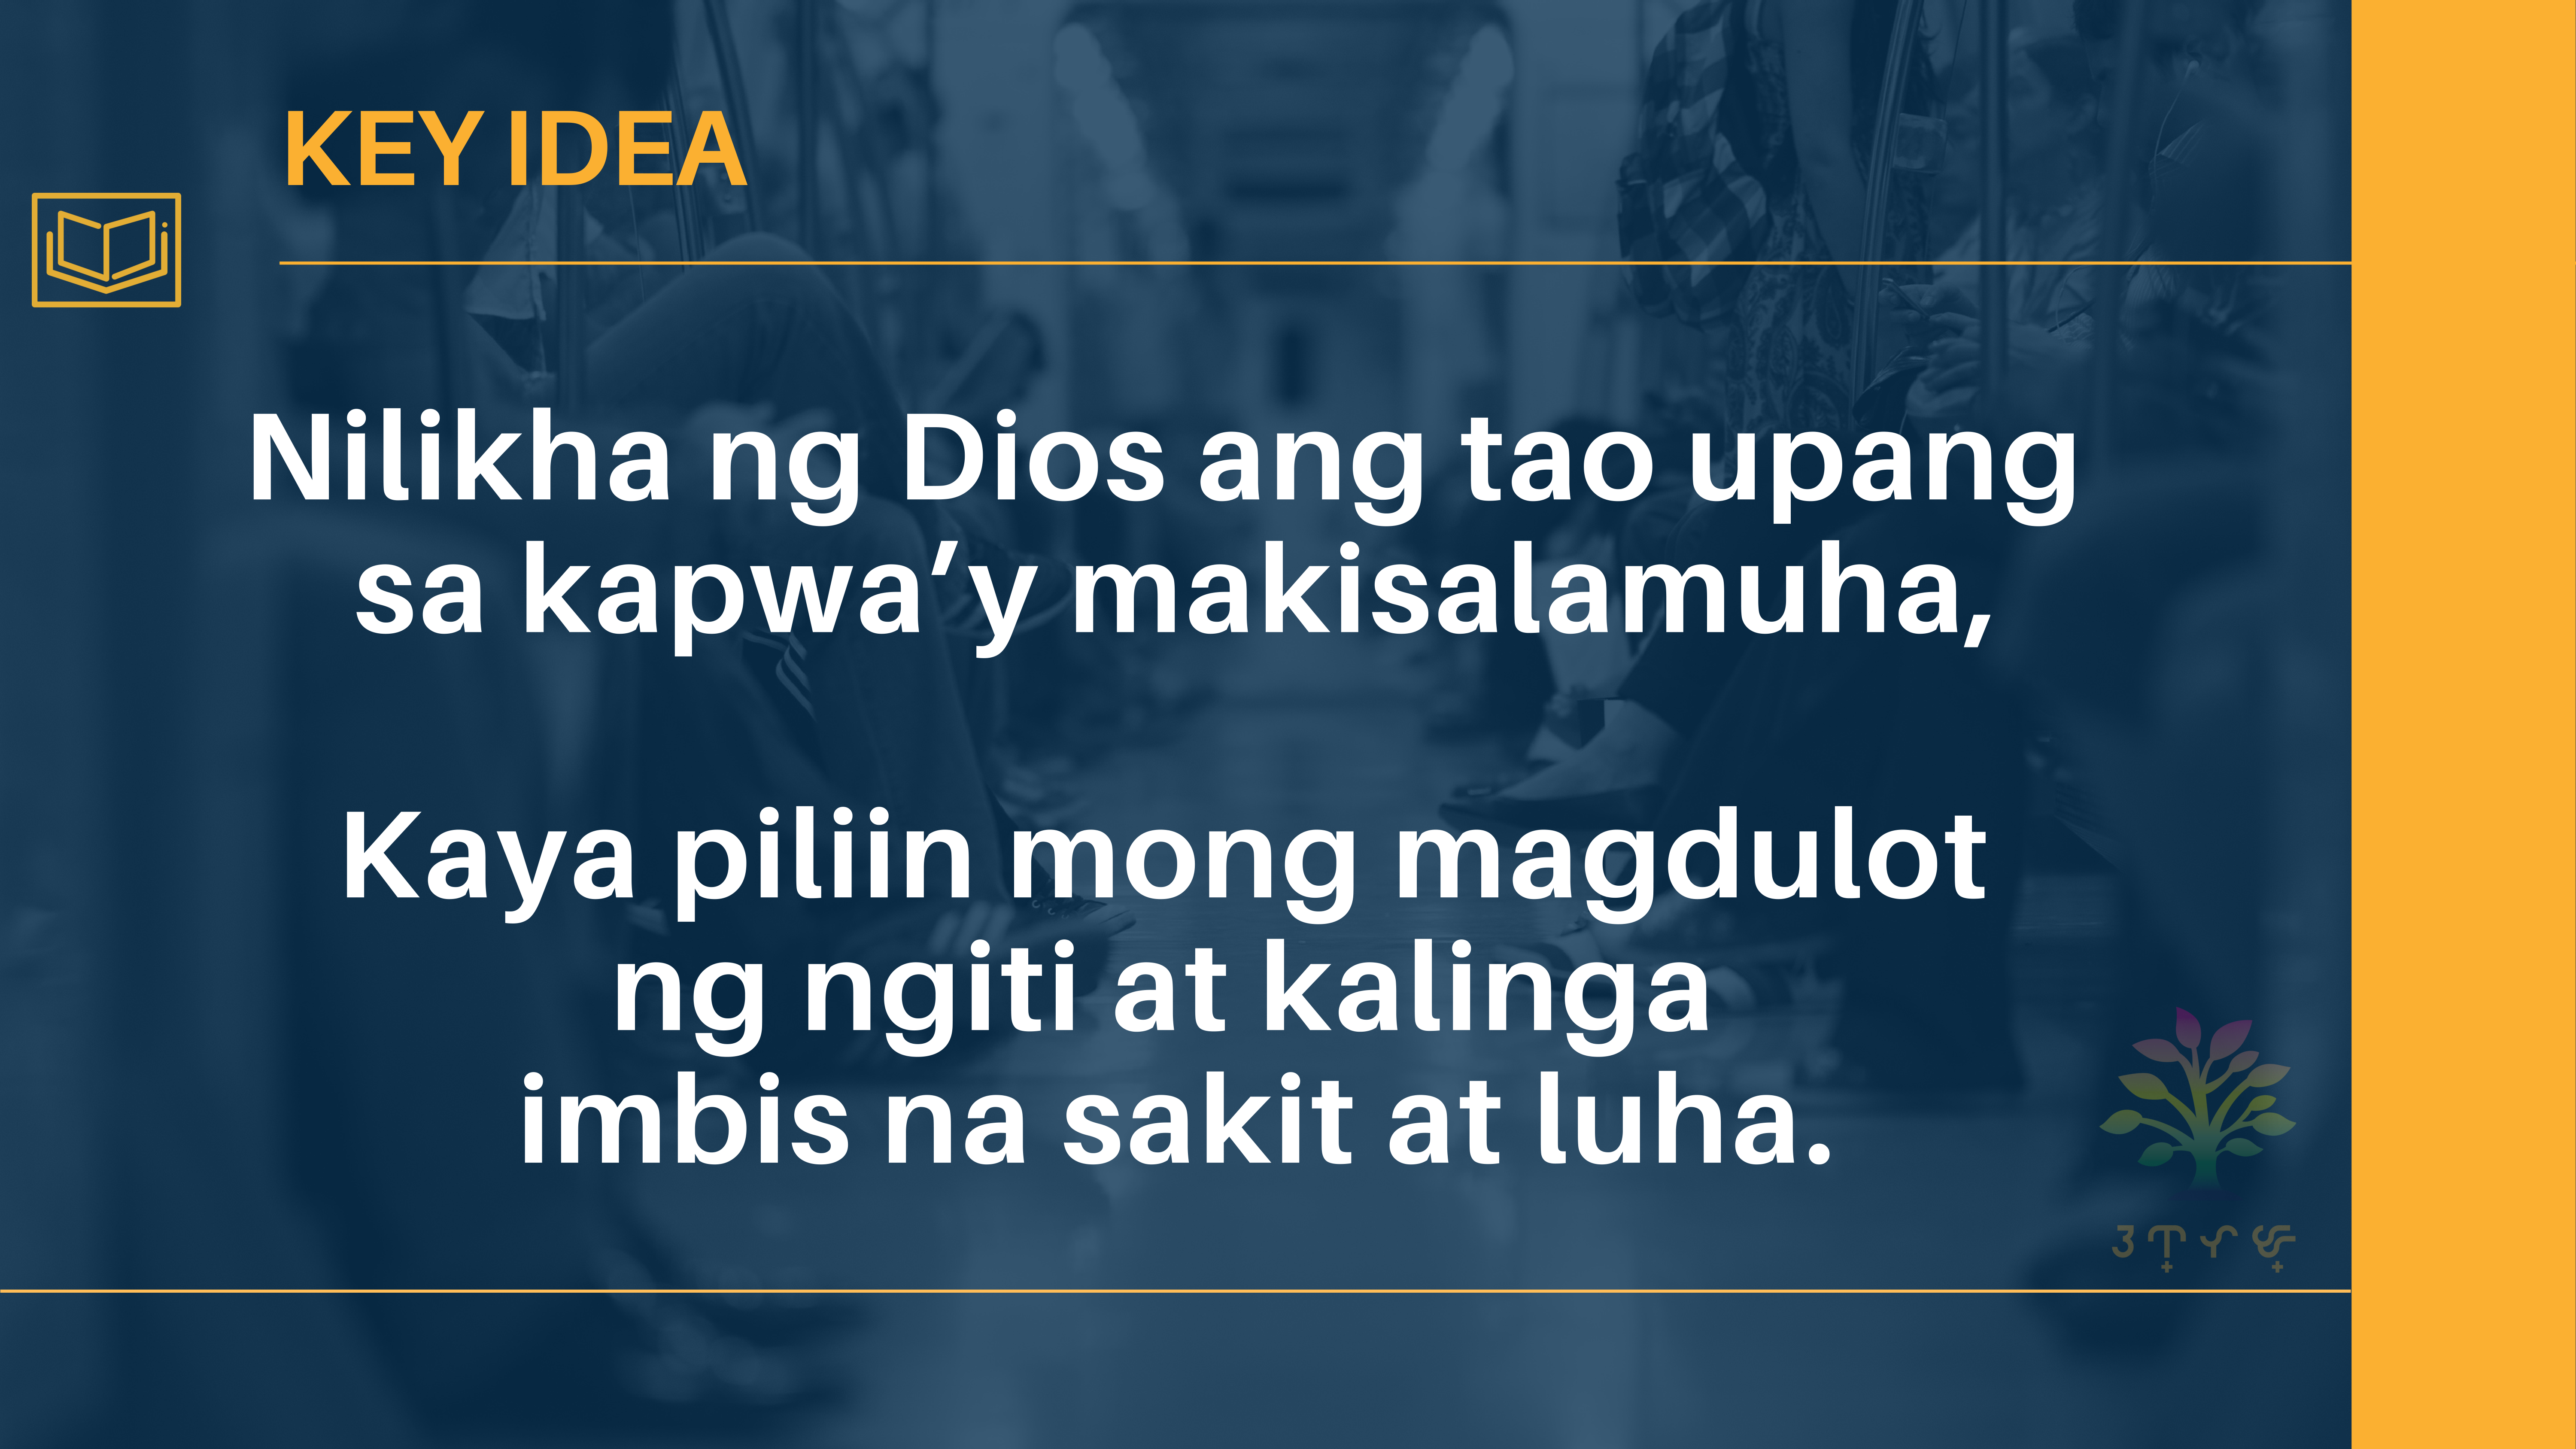 KEY IDEA
Nilikha ng Dios ang tao upang
sa kapwa’y makisalamuha,
Kaya piliin mong magdulot
ng ngiti at kalinga
imbis na sakit at luha.